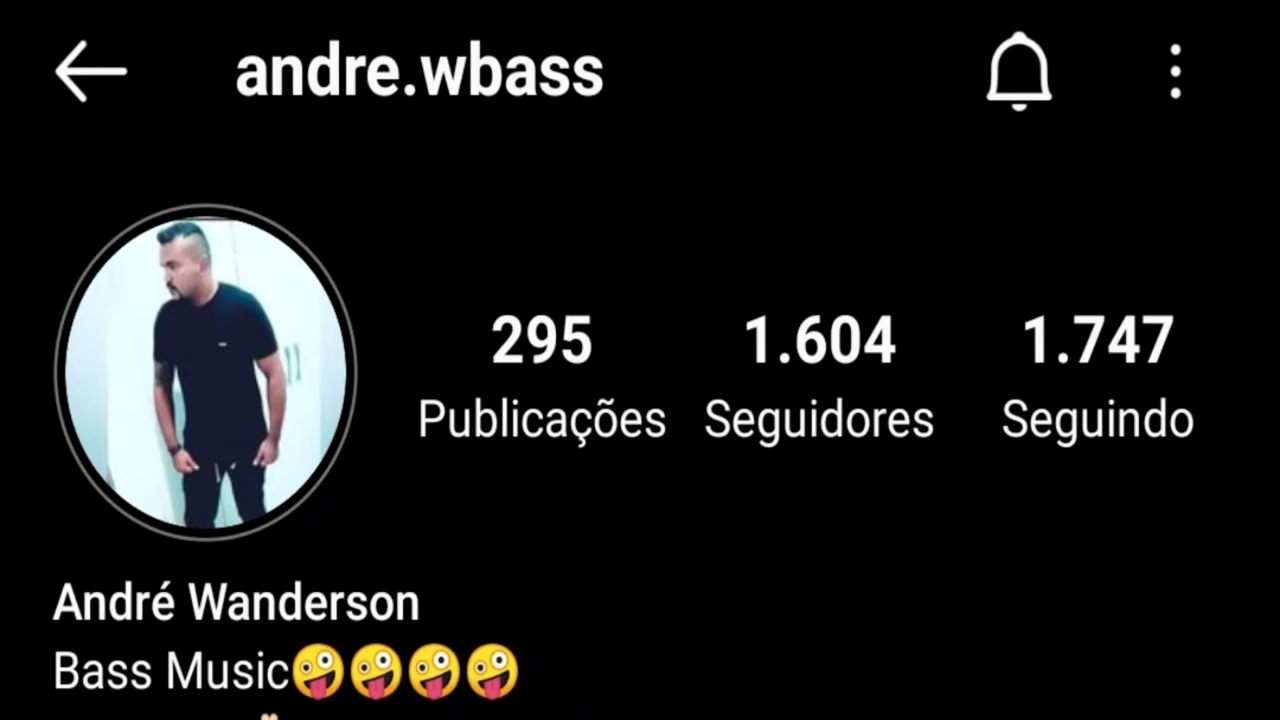 andre.wbass
295 1.604 1.747
Publicações Seguidores Seguindo
André Wanderson
Bass Music🤪🤪🤪🤪